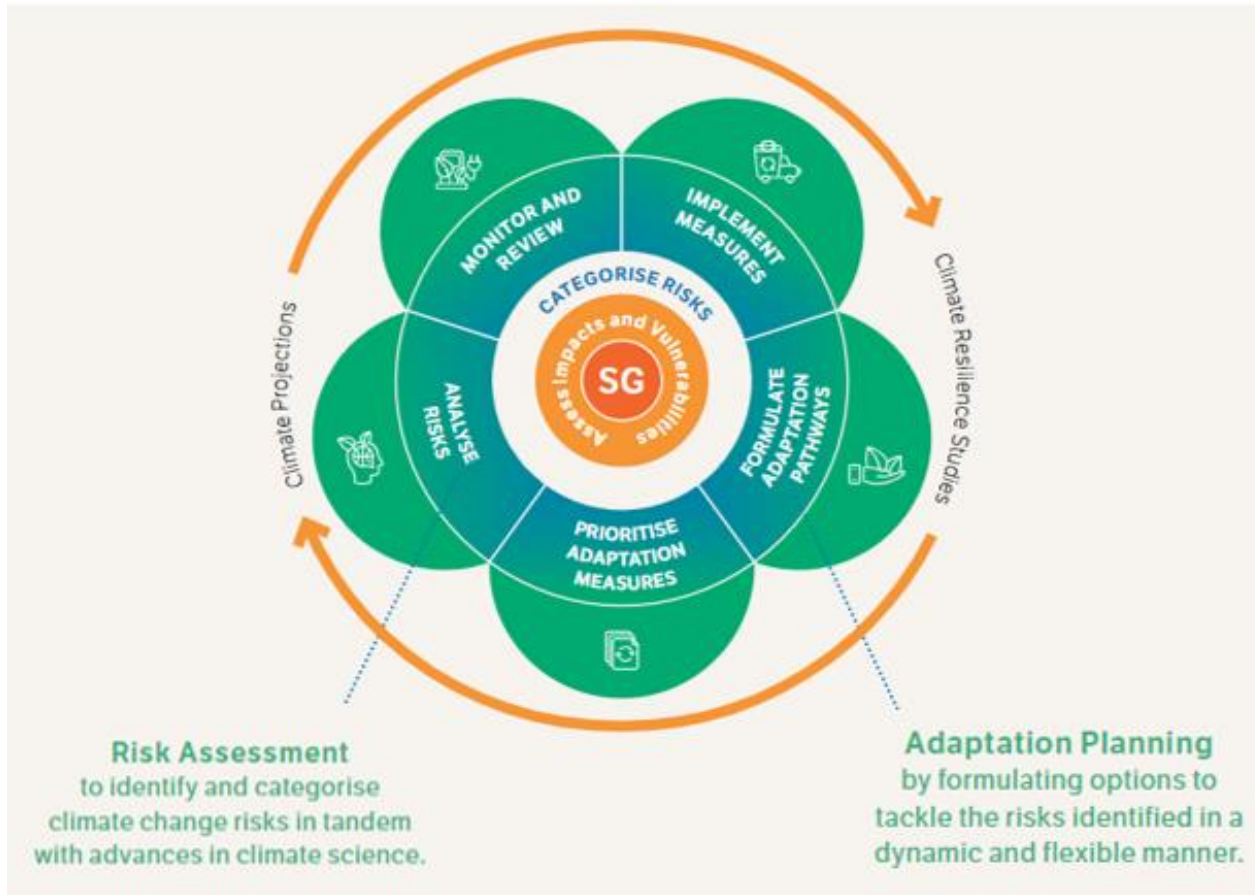 MONITOR AND
REVIEW
IMPLEMENT
MEASURES
CATEGORISE RISKS
Assess Impacts and Vulnerabilities
SG
Climate Projections
Climate Resilience Studies
ANALYSE
RISKS
FORMULATE
ADAPTATION
PATHWAYS
PRIORITISE
ADAPTATION
MEASURES
Risk Assessment
to identify and categorise
climate change risks in tandem
with advances in climate science.
Adaptation Planning
by formulating options to
tackle the risks identified in a
dynamic and flexible manner.